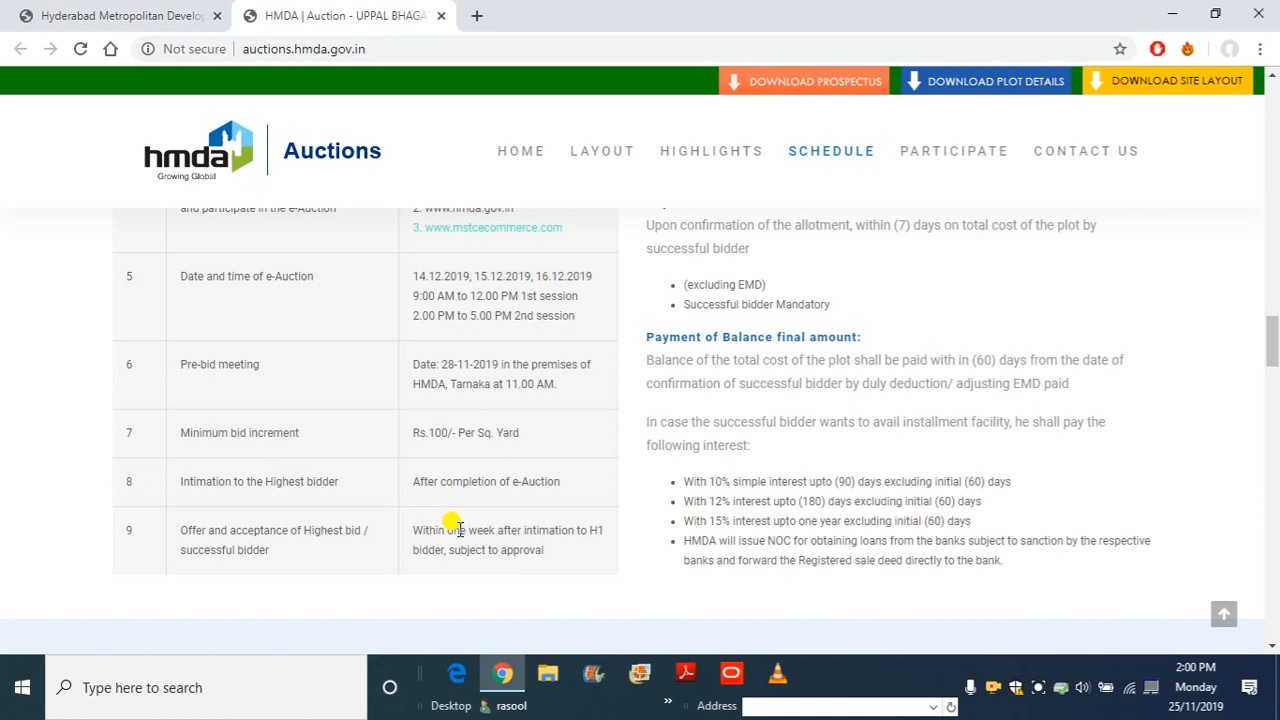 Hyderabad Metropolitan Develop
HMDA | Auction - UPPAL BHAGA
Not secure
auctions.hmda.gov.in
DOWNLOAD PROSPECTUS
DOWNLOAD PLOT DETAILS
DOWNLOAD SITE LAYOUT
hmda
Growing Global
Auctions
HOME
LAYOUT
HIGHLIGHTS
SCHEDULE
PARTICIPATE
CONTACT US
and participate in the e-Auction
2. www.hmda.gov.in
3. www.mstcecommerce.com
5
Date and time of e-Auction
14.12.2019, 15.12.2019, 16.12.2019
9:00 AM to 12.00 PM 1st session
2.00 PM to 5.00 PM 2nd session
6
Pre-bid meeting
Date: 28-11-2019 in the premises of
HMDA, Tarnaka at 11.00 AM.
7
Minimum bid increment
Rs.100/- Per Sq. Yard
8
Intimation to the Highest bidder
After completion of e-Auction
9
Offer and acceptance of Highest bid /
successful bidder
Within one week after intimation to H1
bidder, subject to approval
Upon confirmation of the allotment, within (7) days on total cost of the plot by
successful bidder
(excluding EMD)
Successful bidder Mandatory
Payment of Balance final amount:
Balance of the total cost of the plot shall be paid with in (60) days from the date of
confirmation of successful bidder by duly deduction/ adjusting EMD paid
In case the successful bidder wants to avail installment facility, he shall pay the
following interest:
With 10% simple interest upto (90) days excluding initial (60) days
With 12% interest upto (180) days excluding initial (60) days
With 15% interest upto one year excluding initial (60) days
HMDA will issue NOC for obtaining loans from the banks subject to sanction by the respective
banks and forward the Registered sale deed directly to the bank.
Type here to search
Desktop
rasool
Address
2:00 PM
Monday
25/11/2019